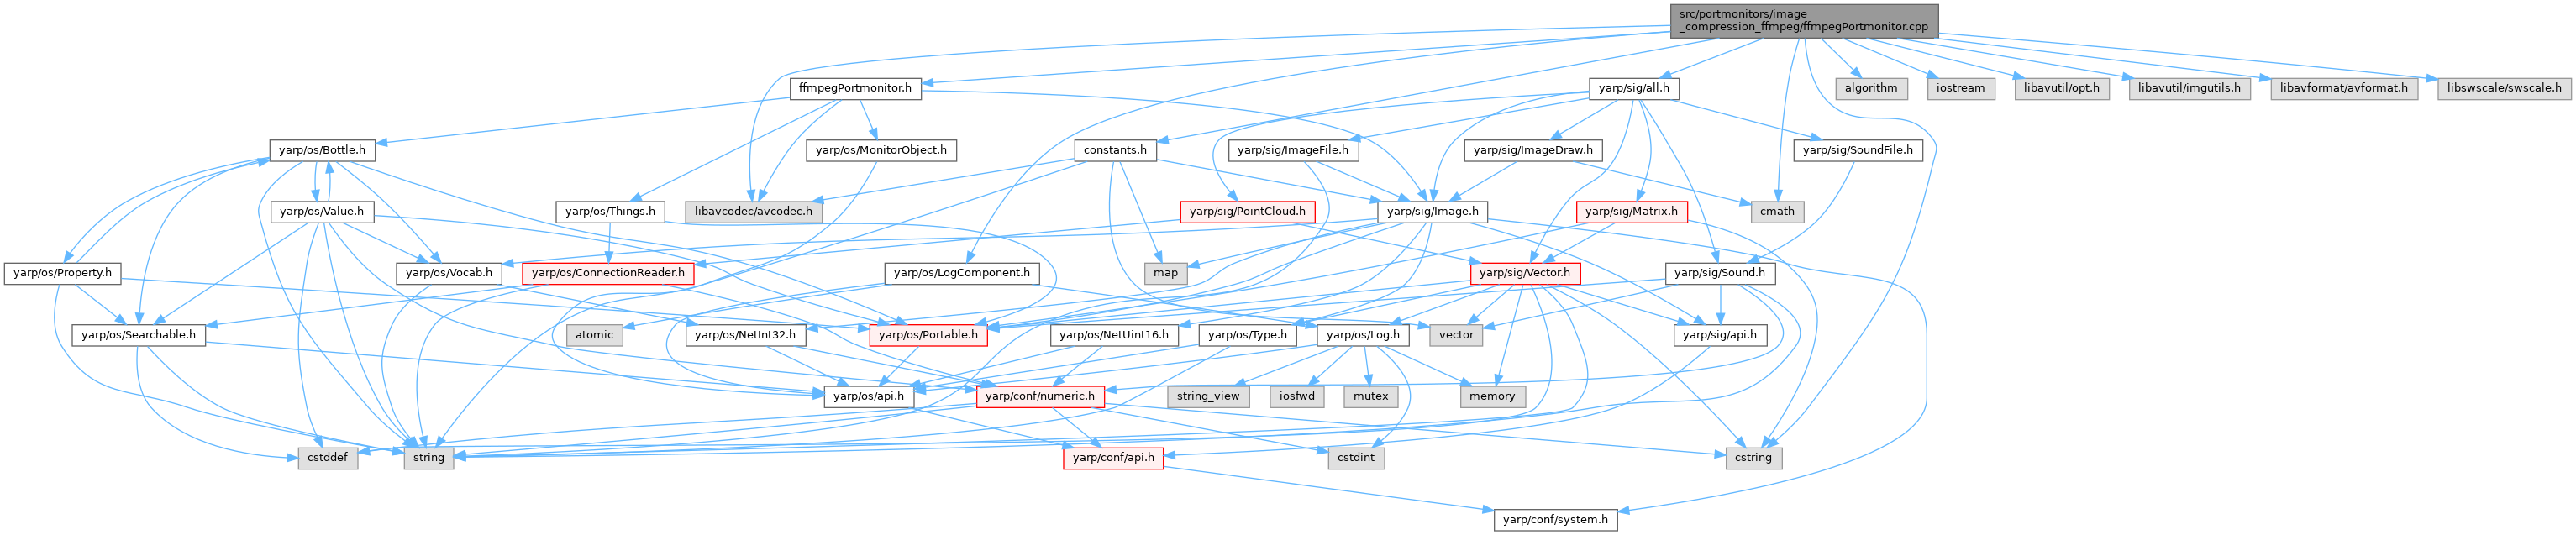 src/portmonitors/image
_compression_ffmpeg/ffmpegPortmonitor.cpp
ffmpegPortmonitor.h
yarp/sig/all.h
algorithm
iostream
libavutil/opt.h
libavutil/imgutils.h
libavformat/avformat.h
libswscale/swscale.h
yarp/os/Bottle.h
yarp/os/MonitorObject.h
constants.h
yarp/sig/ImageFile.h
yarp/sig/ImageDraw.h
yarp/sig/SoundFile.h
yarp/os/Value.h
yarp/os/Things.h
libavcodec/avcodec.h
yarp/sig/PointCloud.h
yarp/sig/Image.h
yarp/sig/Matrix.h
cmath
yarp/os/Property.h
yarp/os/Vocab.h
yarp/os/ConnectionReader.h
yarp/os/LogComponent.h
map
yarp/sig/Vector.h
yarp/sig/Sound.h
yarp/os/Searchable.h
atomic
yarp/os/NetInt32.h
yarp/os/Portable.h
yarp/os/NetUint16.h
yarp/os/Type.h
yarp/os/Log.h
vector
yarp/sig/api.h
yarp/os/api.h
yarp/conf/numeric.h
string_view
iosfwd
mutex
memory
cstddef
string
yarp/conf/api.h
cstdint
cstring
yarp/conf/system.h